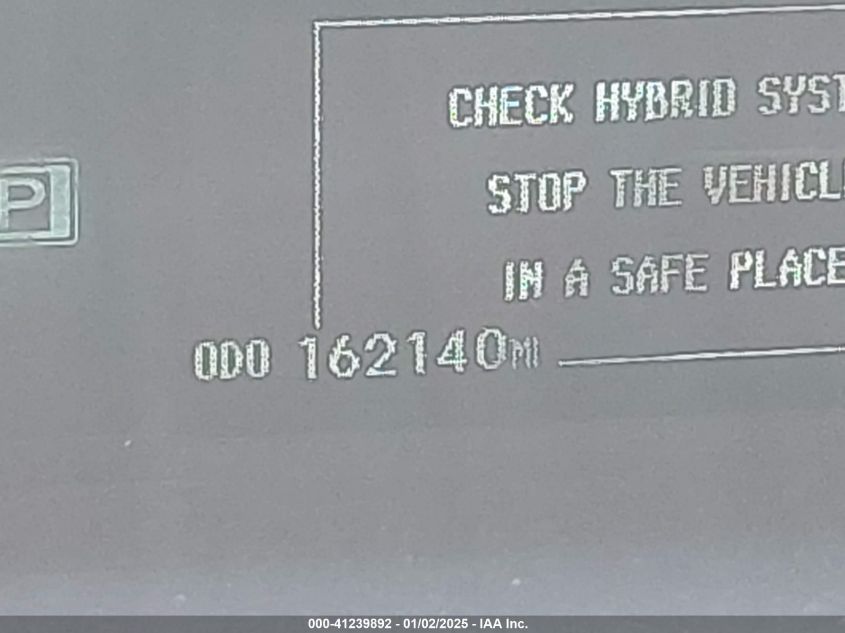 CHECK HYBRID SYST
STOP THE VEHICL
P
IN A SAFE PLACE
ODO 162140MI
000-41239892 - 01/02/2025 - IAA Inc.